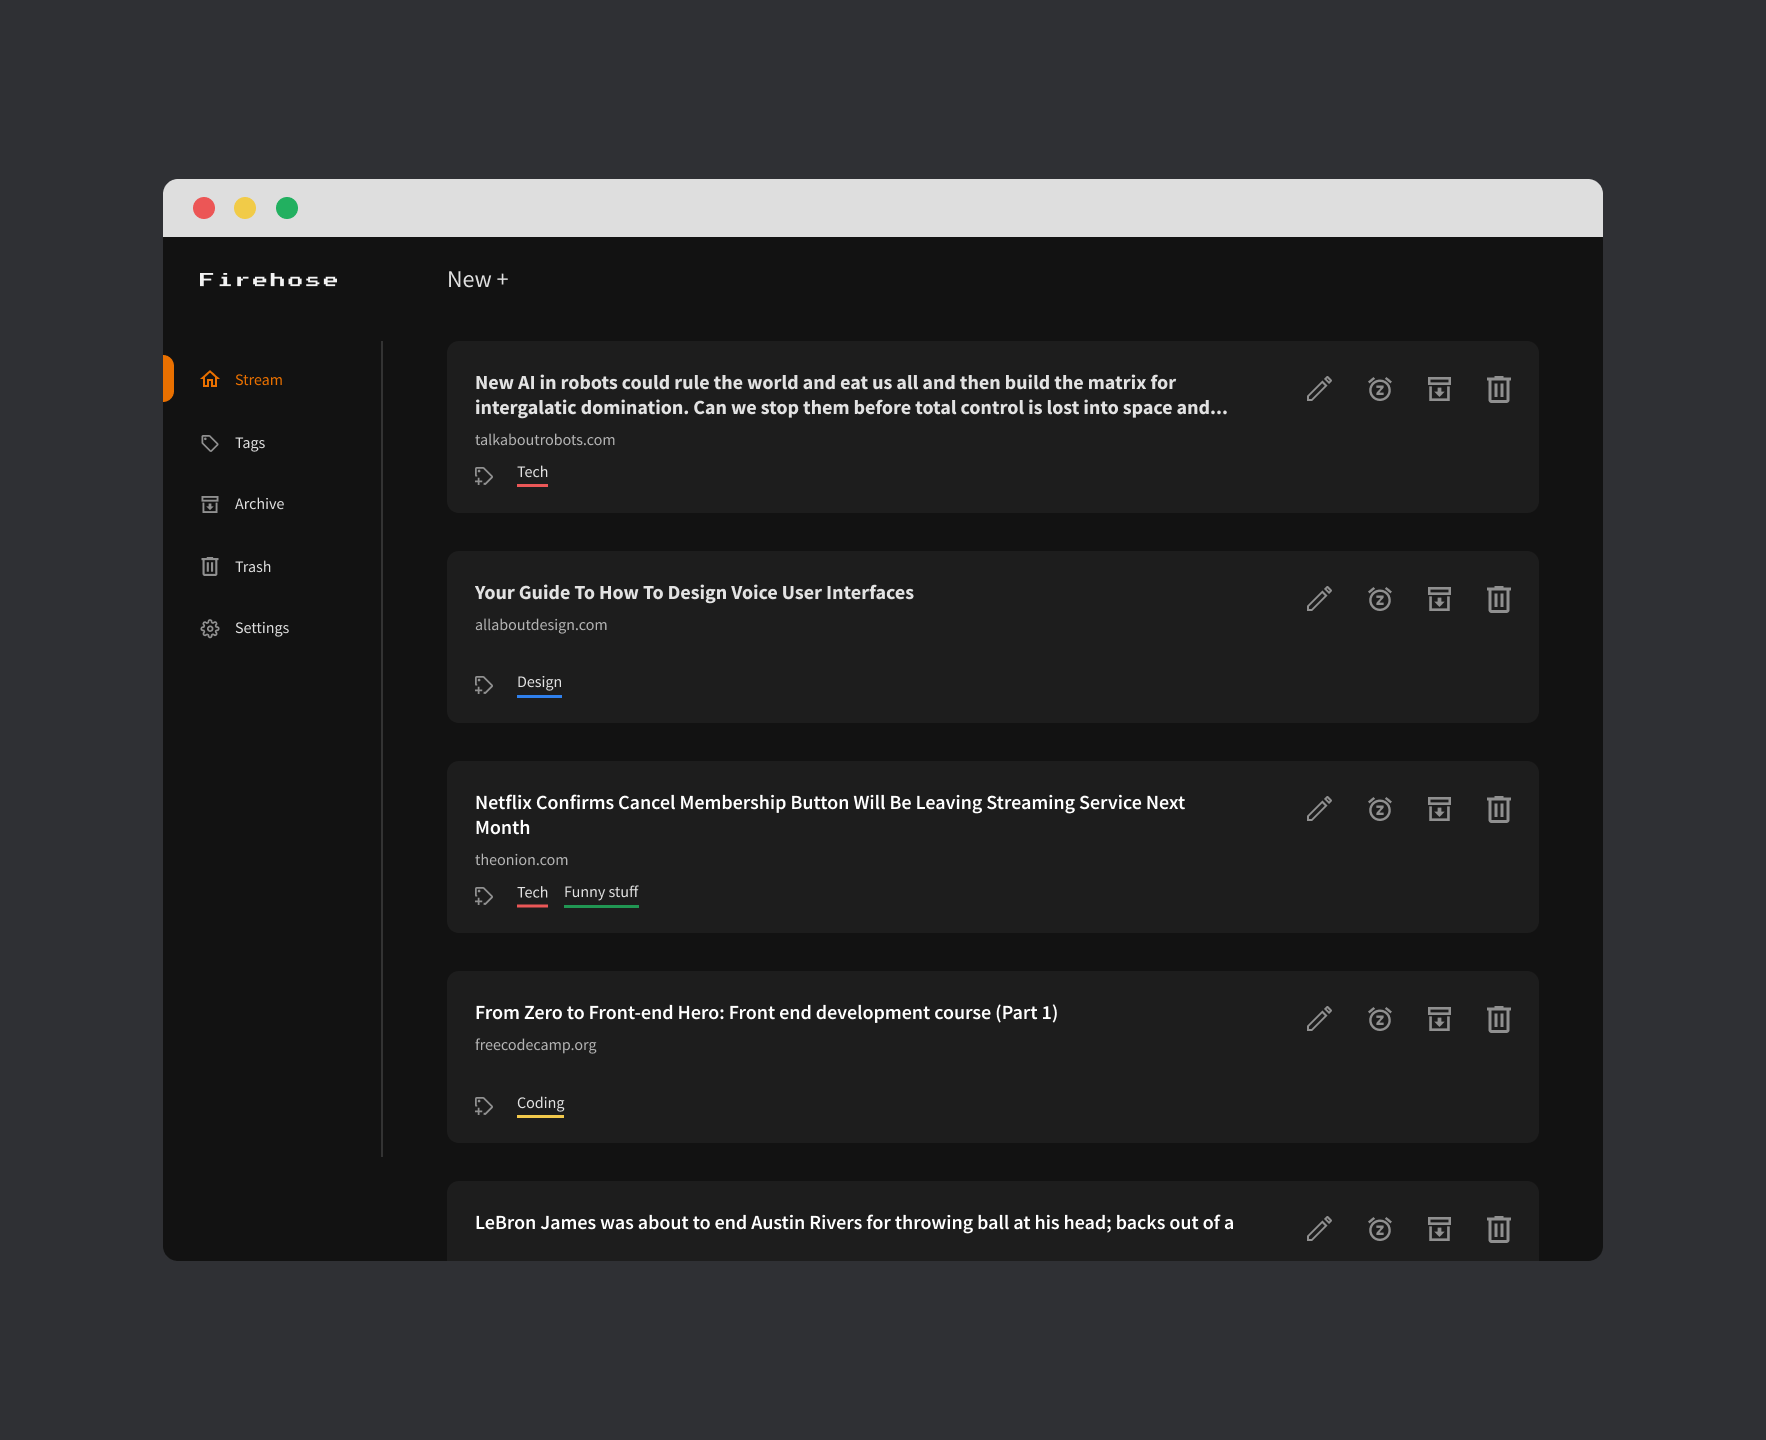 Firehose
New +
Stream
Tags
Archive
Trash
Settings
New AI in robots could rule the world and eat us all and then build the matrix for
intergalatic domination. Can we stop them before total control is lost into space and...
talkaboutrobots.com
Tech
Your Guide To How To Design Voice User Interfaces
allaboutdesign.com
Design
Netflix Confirms Cancel Membership Button Will Be Leaving Streaming Service Next
Month
theonion.com
Tech Funny stuff
From Zero to Front-end Hero: Front end development course (Part 1)
freecodecamp.org
Coding
LeBron James was about to end Austin Rivers for throwing ball at his head; backs out of a